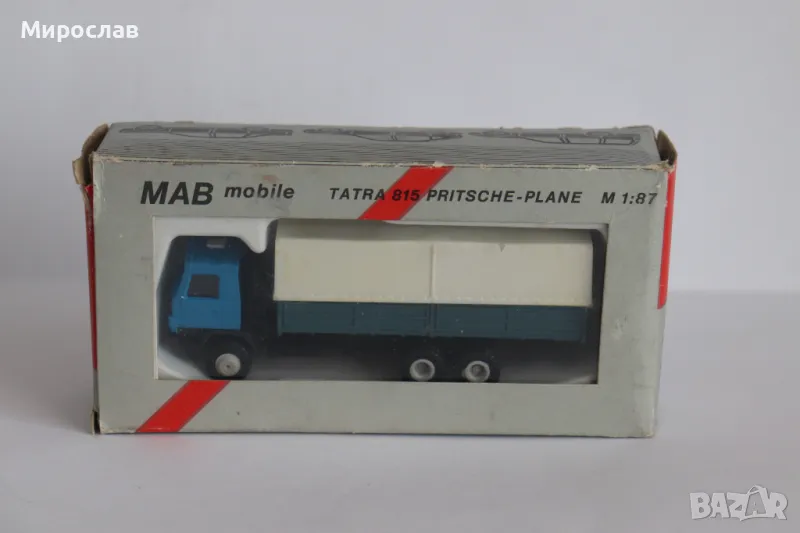 Мирослав
MAB mobile TATRA 815 PRITSCHE-PLANE M 1:87
BAZAR